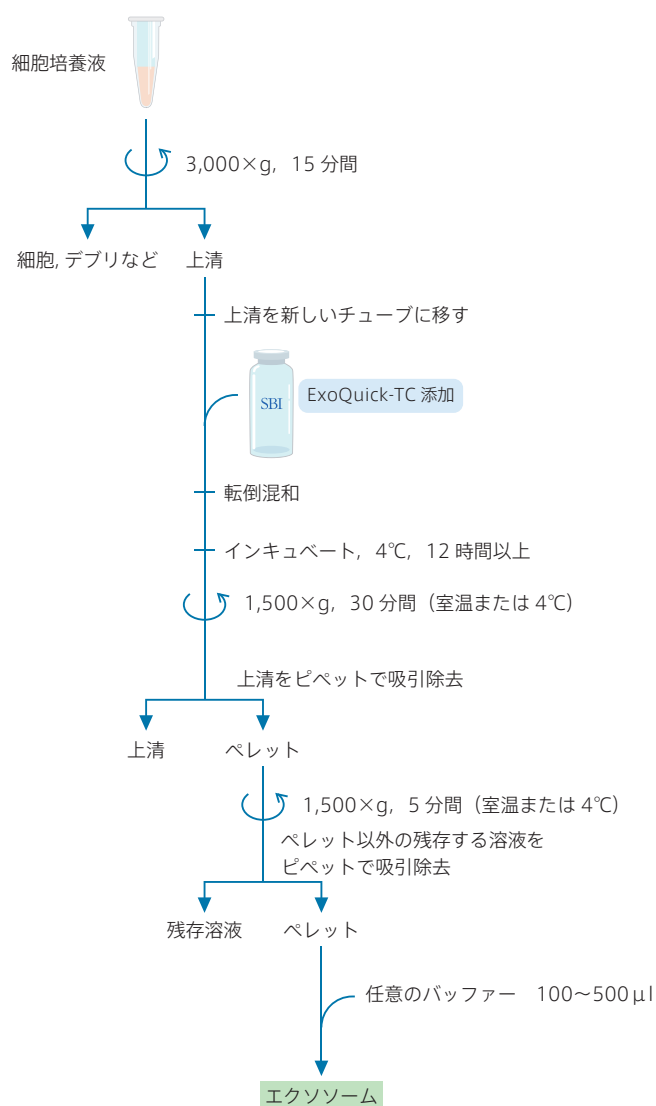 細胞培養液
3,000×g, 15 分間
細胞, デブリなど
上清
上清を新しいチューブに移す
SBI
ExoQuick-TC 添加
転倒混和
インキュベート, 4℃, 12 時間以上
1,500×g, 30 分間（室温または 4℃）
上清をピペットで吸引除去
上清
ペレット
1,500×g, 5 分間（室温または 4℃）
ペレット以外の残存する溶液を
ピペットで吸引除去
残存溶液
ペレット
任意のバッファー　100〜500μl
エクソソーム